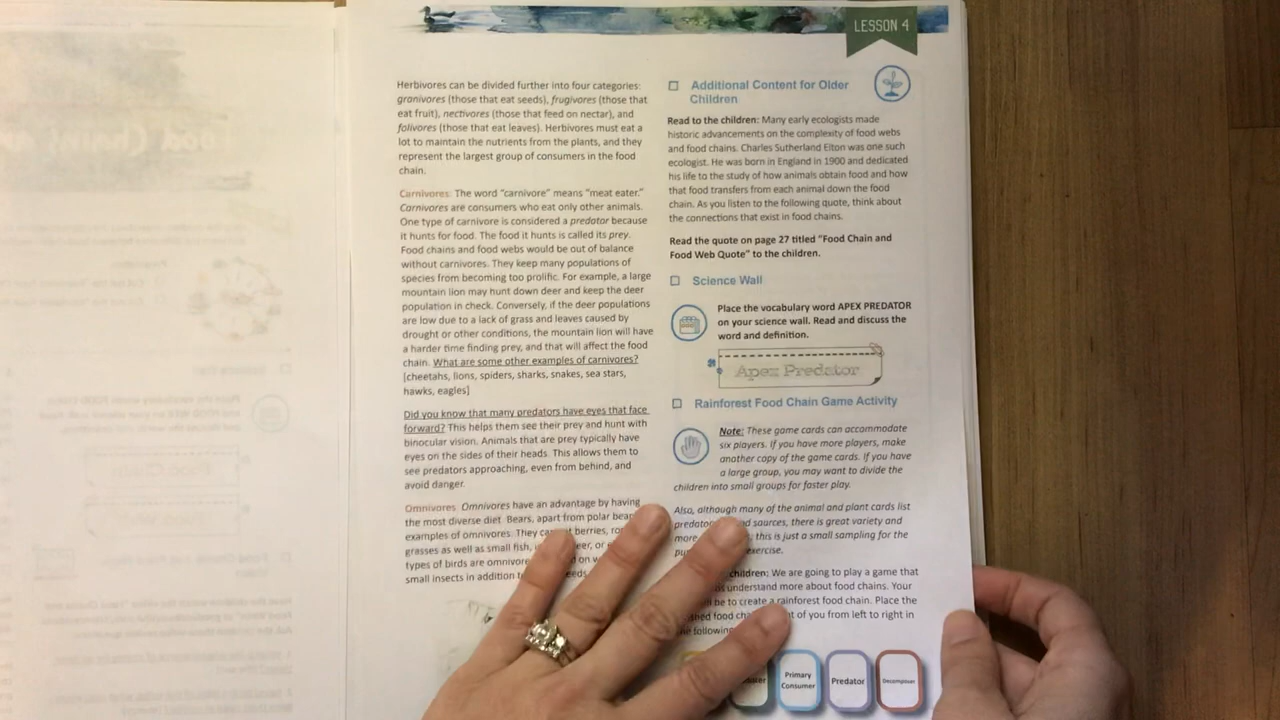 LESSON 4
Herbivores can be divided further into four categories:
granivores (those that eat seeds), frugivores (those that
eat fruit), nectivores (those that feed on nectar), and
folivores (those that eat leaves). Herbivores must eat a
lot to maintain the nutrients from the plants, and they
represent the largest group of consumers in the food
chain.
Carnivores The word "carnivore" means "meat eater."
Carnivores are consumers who eat only other animals.
One type of carnivore is considered a predator because
it hunts for food. The food it hunts is called its prey.
Food chains and food webs would be out of balance
without carnivores. They keep many populations of
species from becoming too prolific. For example, a large
mountain lion may hunt down deer and keep the deer
population in check. Conversely, if the deer populations
are low due to a lack of grass and leaves caused by
drought or other conditions, the mountain lion will have
a harder time finding prey, and that will affect the food
chain. What are some other examples of carnivores?
[cheetahs, lions, spiders, sharks, snakes, sea stars,
hawks, eagles]
Did you know that many predators have eyes that face
forward? This helps them see their prey and hunt with
binocular vision. Animals that are prey typically have
eyes on the sides of their heads. This allows them to
see predators approaching, even from behind, and
avoid danger.
Omnivores Omnivores have an advantage by having
the most diverse diet. Bears, apart from polar
examples of omnivores. They berries,
grasses as well as small fish, or
types of birds are omnivore on
small insects in addition
Additional Content for Older
Children
Read to the children: Many early ecologists made
historic advancements on the complexity of food webs
and food chains. Charles Sutherland Elton was one such
ecologist. He was born in England in 1900 and dedicated
his life to the study of how animals obtain food and how
that food transfers from each animal down the food
chain. As you listen to the following quote, think about
the connections that exist in food chains.
Read the quote on page 27 titled "Food Chain and
Food Web Quote" to the children.
Science Wall
Place the vocabulary word APEX PREDATOR
on your science wall. Read and discuss the
word and definition.
Apex Predator
Rainforest Food Chain Game Activity
Note: These game cards can accommodate
six players. If you have more players, make
another copy of the game cards. If you have
a large group, you may want to divide the
children into small groups for faster play.
Also, although many of the animal and plant cards list
sources, there is great variety and
more this is just a small sampling for the
exercise.
children: We are going to play a game that
understand more about food chains. Your
be to create a rainforest food chain. Place the
of you from left to right in
following
Primary
Consumer
Predator
Decomposer